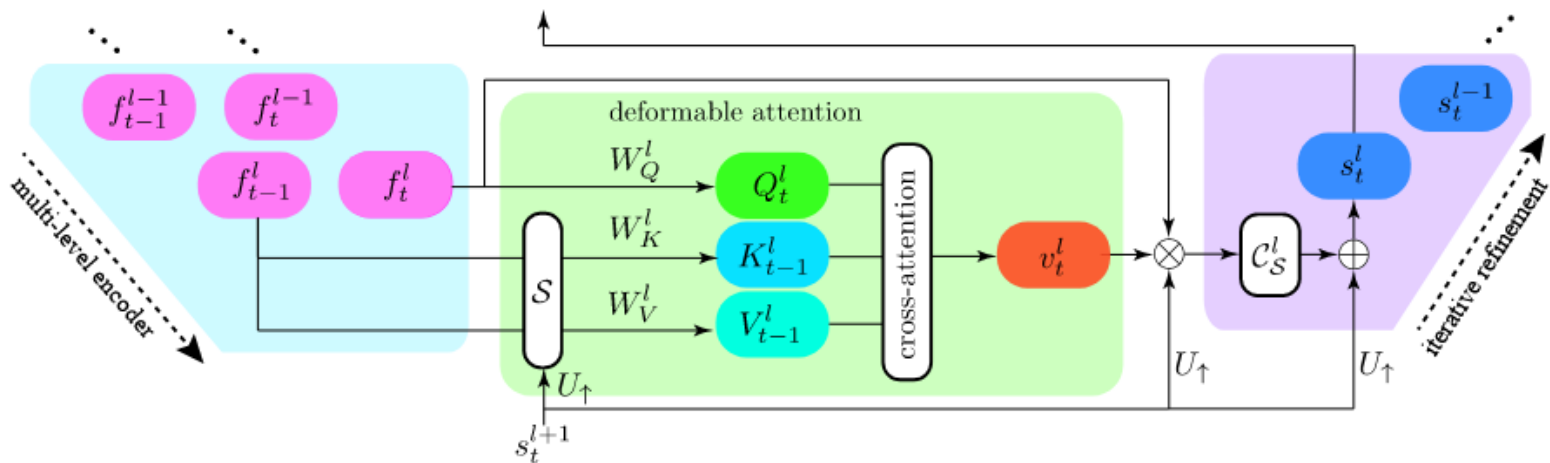 f_{t-1}^{l-1}
f_t^{l-1}
f_{t-1}^l
f_t^l
multi-level encoder
deformable attention
W_Q^l
W_K^l
W_V^l
S
U_↑
s_t^{l+1}
Q_t^l
K_{t-1}^l
V_{t-1}^l
cross-attention
v_t^l
U_↑
C_S^l
U_↑
s_t^l
s_t^{l-1}
iterative refinement